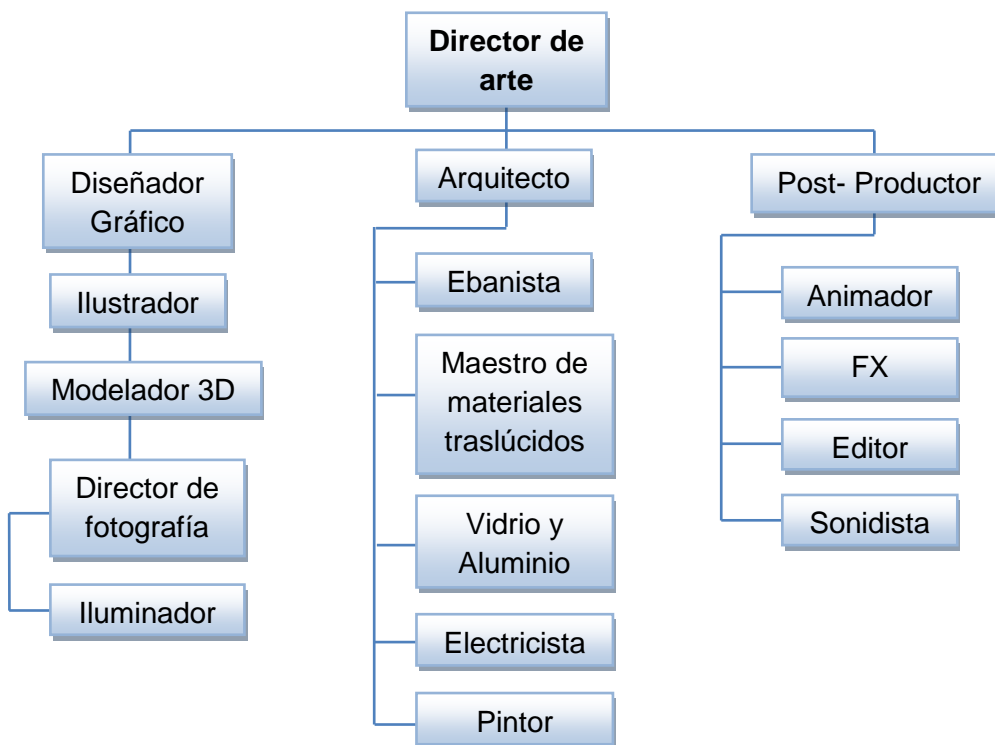 Director de
arte
Diseñador
Gráfico
Ilustrador
Modelador 3D
Director de
fotografía
Iluminador
Arquitecto
Ebanista
Maestro de
materiales
traslúcidos
Vidrio y
Aluminio
Electricista
Pintor
Post- Productor
Animador
FX
Editor
Sonidista